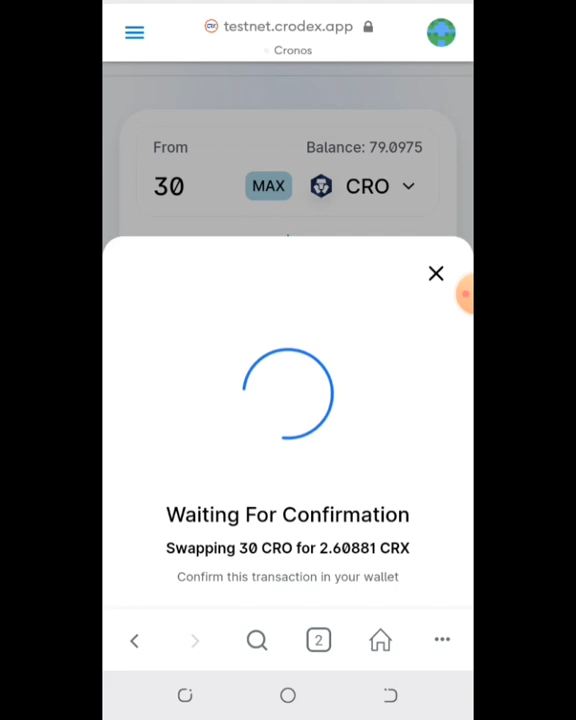 testnet.crodex.app
Cronos
From
Balance: 79.0975
30
MAX
CRO
Waiting For Confirmation
Swapping 30 CRO for 2.60881 CRX
Confirm this transaction in your wallet
2